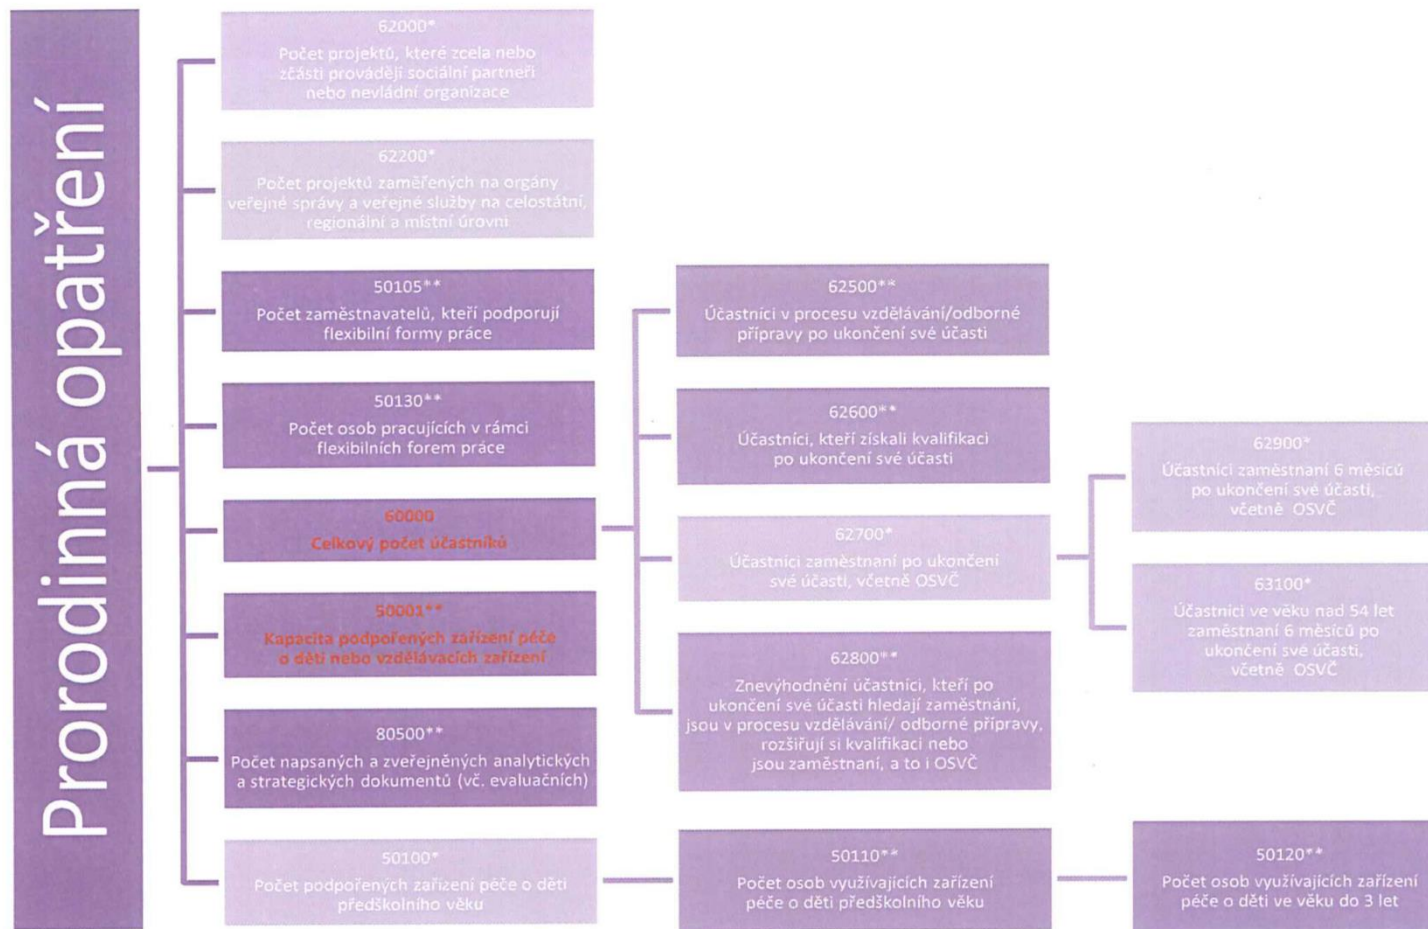 Prorodinná opatření
62000*
Počet projektů, které zcela nebo
zčásti provádějí sociální partneři
nebo nevládní organizace
62200*
Počet projektů zaměřených na orgány
veřejné správy a veřejné služby na celostátní,
regionální a místní úrovni
50105**
Počet zaměstnavatelů, kteří podporují
flexibilní formy práce
50130**
Počet osob pracujících v rámci
flexibilních forem práce
60000
Celkový počet účastníků
50001**
Kapacita podpořených zařízení péče
o děti nebo vzdělávacích zařízení
80500**
Počet napsaných a zveřejněných analytických
a strategických dokumentů (vč. evaluačních)
50100*
Počet podpořených zařízení péče o děti
předškolního věku
62500**
Účastníci v procesu vzdělávání/odborné
přípravy po ukončení své účasti
62600**
Účastníci, kteří získali kvalifikaci
po ukončení své účasti
62700*
Účastníci zaměstnaní po ukončení
své účasti, včetně OSVČ
62800**
Znevýhodnění účastníci, kteří po
ukončení své účasti hledají zaměstnání,
jsou v procesu vzdělávání/ odborné přípravy,
rozšiřují si kvalifikaci nebo
jsou zaměstnaní, a to i OSVČ
50110**
Počet osob využívajících zařízení
péče o děti předškolního věku
62900*
Účastníci zaměstnaní 6 měsíců
po ukončení své účasti,
včetně OSVČ
63100*
Účastníci ve věku nad 54 let
zaměstnaní 6 měsíců po
ukončení své účasti,
včetně OSVČ
50120**
Počet osob využívajících zařízení
péče o děti ve věku do 3 let